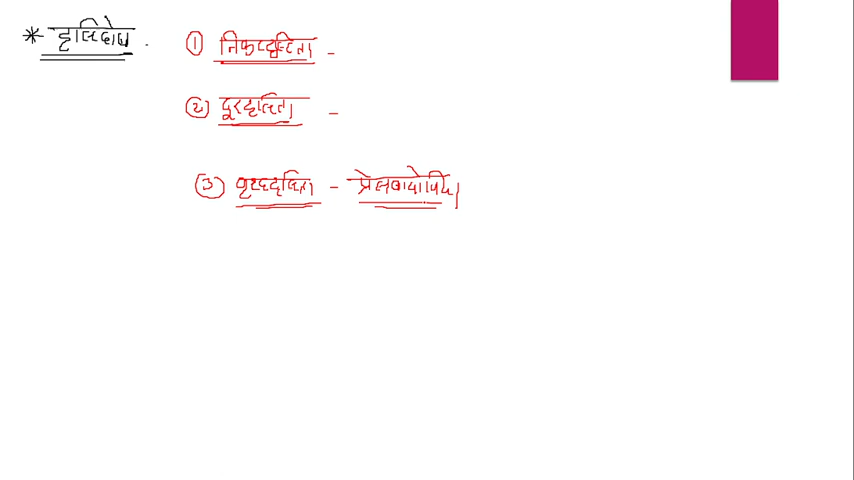 * दृष्टिदोष .
① निकटदृष्टिता -
② दूरदृष्टिता -
③ वृद्धदृष्टिता - प्रेसबायोपिया